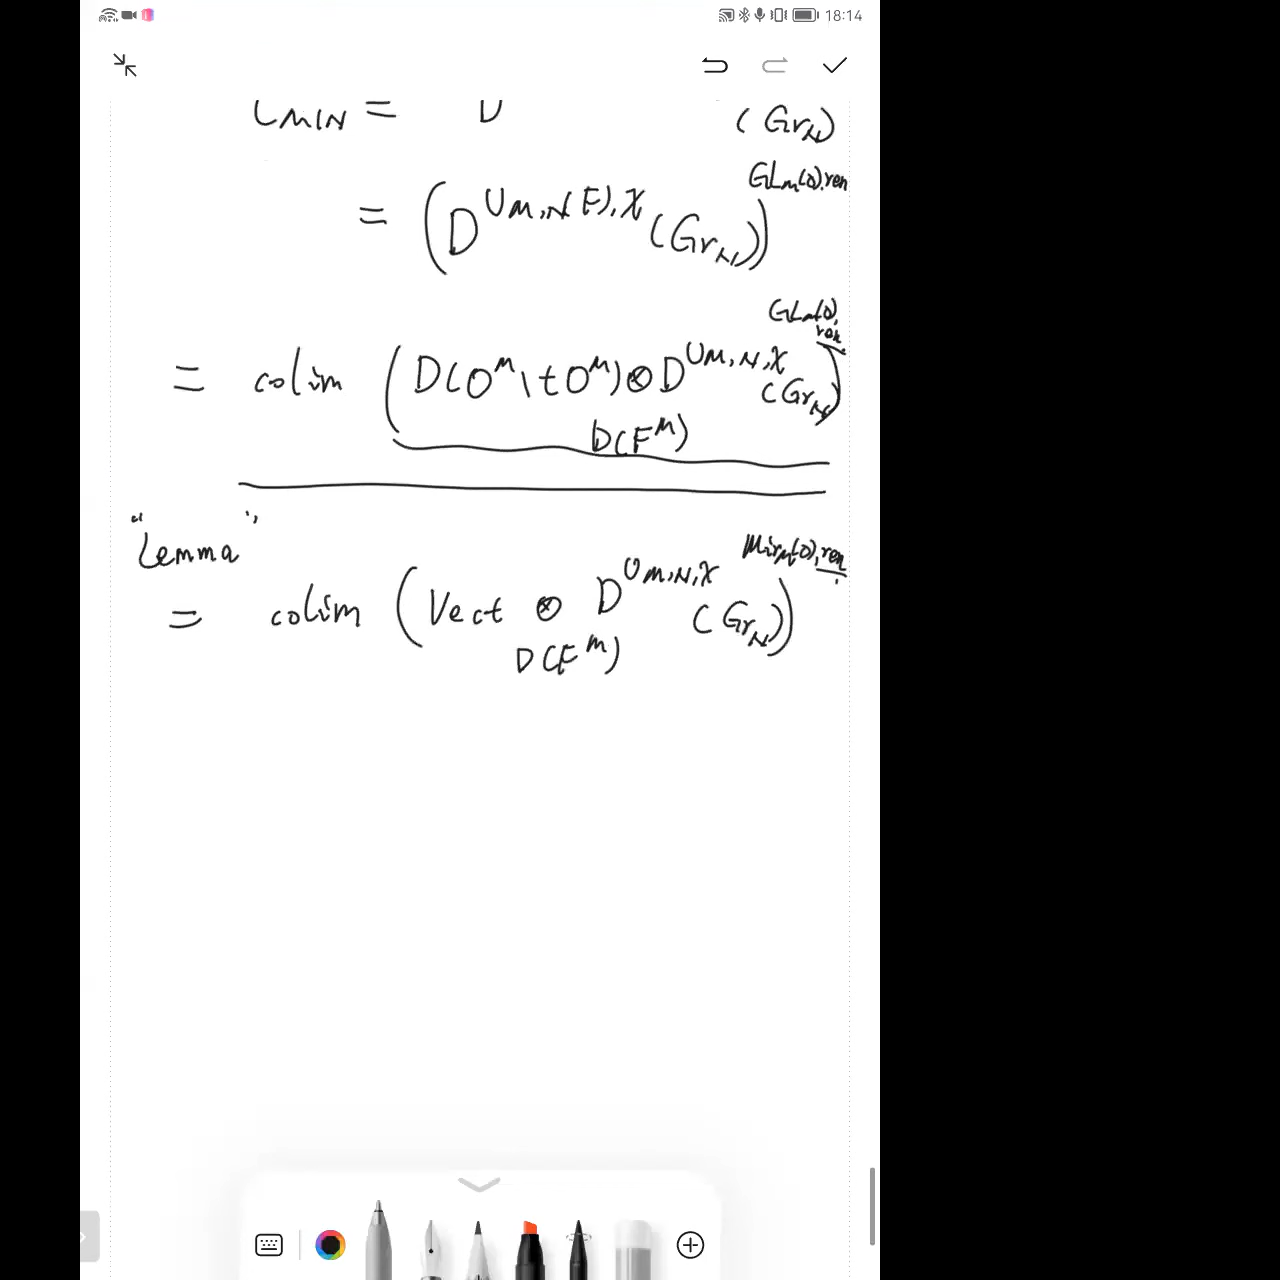 18:14
C_{M|N} = D (Gr_N)
= (D^{U_{M,N}(F),χ} (Gr_N))^{GL_M(O),ren}
= colim (D(O^M \ tO^M) ⊗_{D(F^M)} D^{U_{M,N},χ} (Gr_N))^{GL_M(O),ren}
"Lemma"
= colim (Vect ⊗_{D(F^M)} D^{U_{M,N},χ} (Gr_N))^{Mir_M(O),ren}